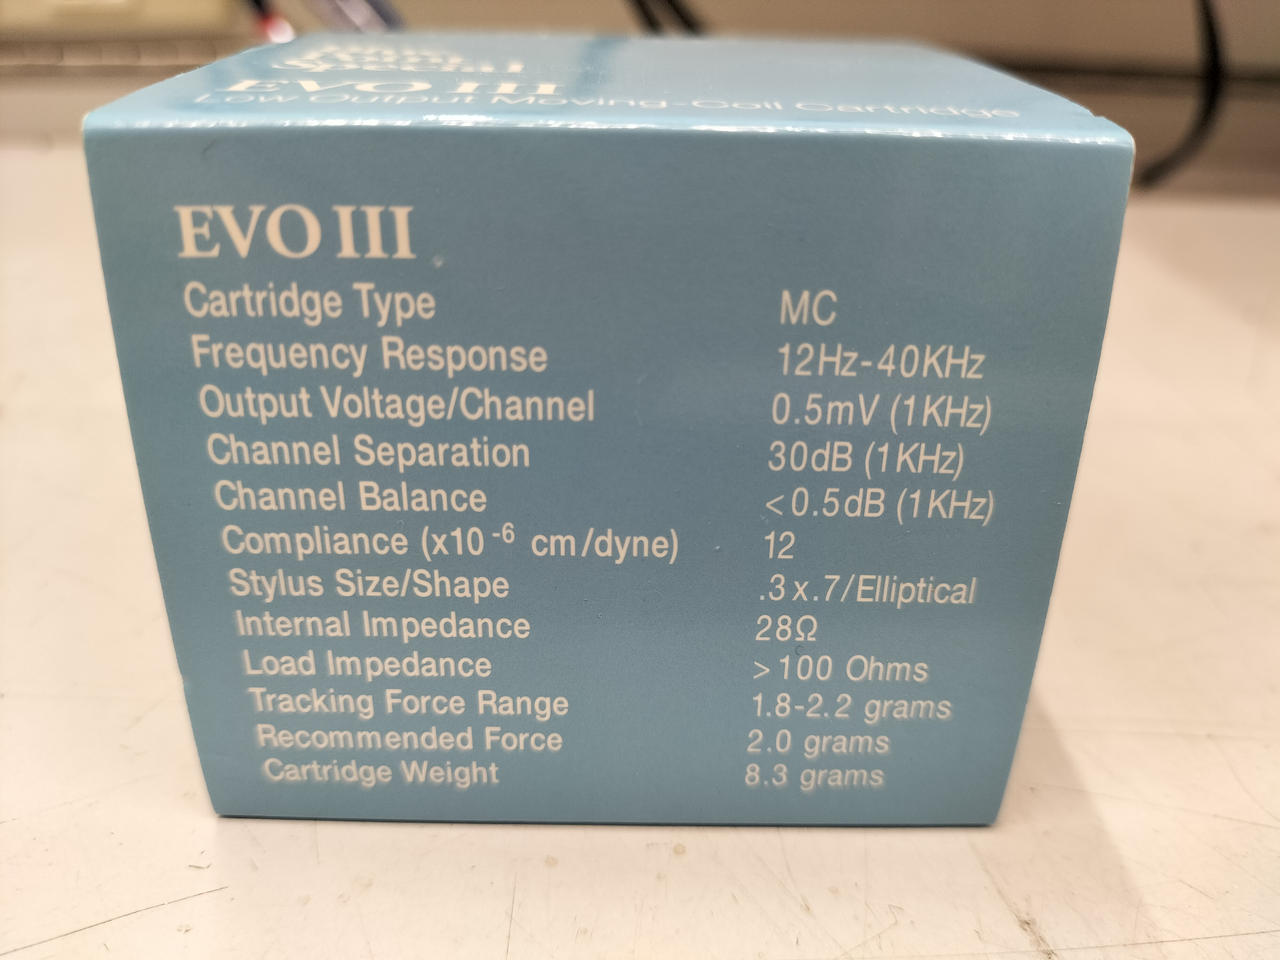 Special
EVO III
Low Output Moving-Coil Cartridge
EVO III
Cartridge Type MC
Frequency Response 12Hz-40KHz
Output Voltage/Channel 0.5mV (1KHz)
Channel Separation 30dB (1KHz)
Channel Balance <0.5dB (1KHz)
Compliance (x10⁻⁶ cm/dyne) 12
Stylus Size/Shape .3x.7/Elliptical
Internal Impedance 28Ω
Load Impedance >100 Ohms
Tracking Force Range 1.8-2.2 grams
Recommended Force 2.0 grams
Cartridge Weight 8.3 grams